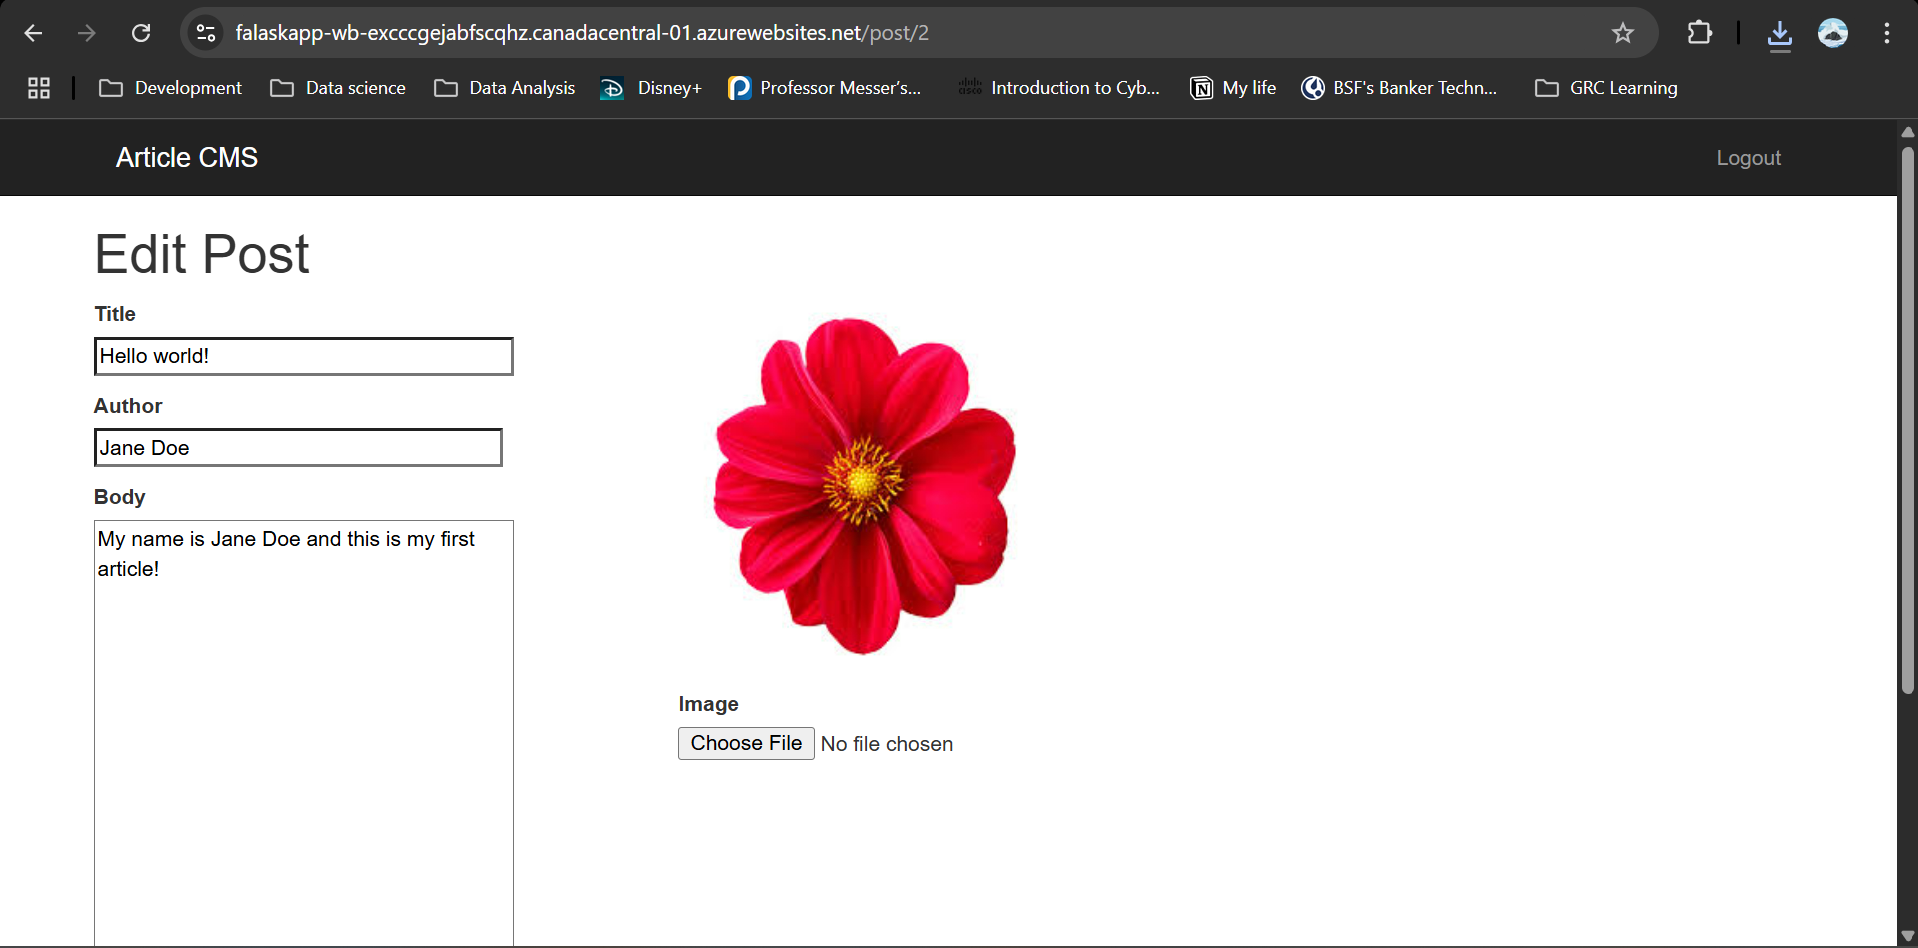 falaskapp-wb-excccgejabfscqhz.canadacentral-01.azurewebsites.net/post/2
Development Data science Data Analysis Disney+ Professor Messer's... Introduction to Cyb... My life BSF's Banker Techn... GRC Learning
Article CMS Logout
Edit Post
Title
Hello world!
Author
Jane Doe
Body
My name is Jane Doe and this is my first
article!
Image
Choose File No file chosen